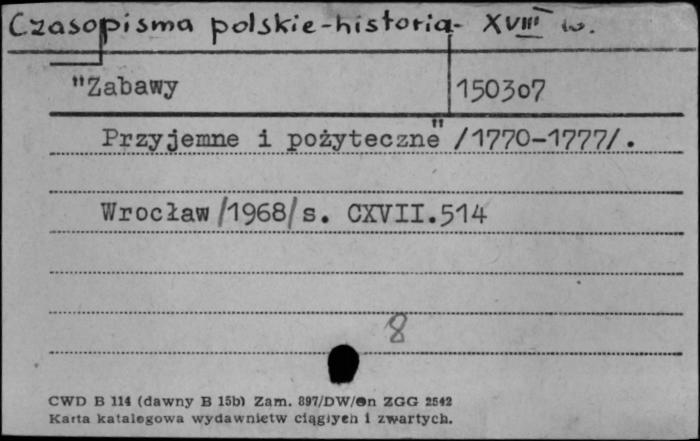 Czasopisma polskie-historia- XVIII w.
"Zabawy 150307
Przyjemne i pożyteczne" /1770-1777/.
Wrocław /1968/ s. CXVII.514
8
CWD B 114 (dawny B 15b) Zam. 897/DW/Gn ZGG 2542
Karta katalogowa wydawnictw ciągłych i zwartych.